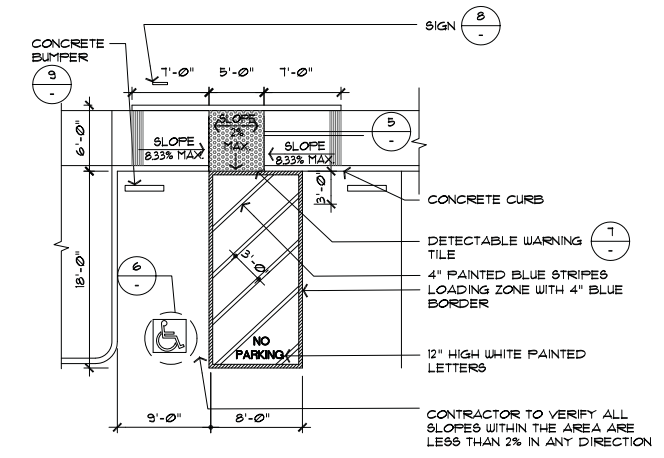 SIGN
8
-
CONCRETE
BUMPER
9
-
7'-0" 5'-0" 7'-0"
6'-0"
SLOPE
8.33% MAX.
SLOPE
2%
MAX.
SLOPE
8.33% MAX.
5
-
3'-0"
CONCRETE CURB
DETECTABLE WARNING
TILE
7
-
18'-0"
6
-
3'-0"
4" PAINTED BLUE STRIPES
LOADING ZONE WITH 4" BLUE
BORDER
NO
PARKING
12" HIGH WHITE PAINTED
LETTERS
9'-0" 8'-0"
CONTRACTOR TO VERIFY ALL
SLOPES WITHIN THE AREA ARE
LESS THAN 2% IN ANY DIRECTION